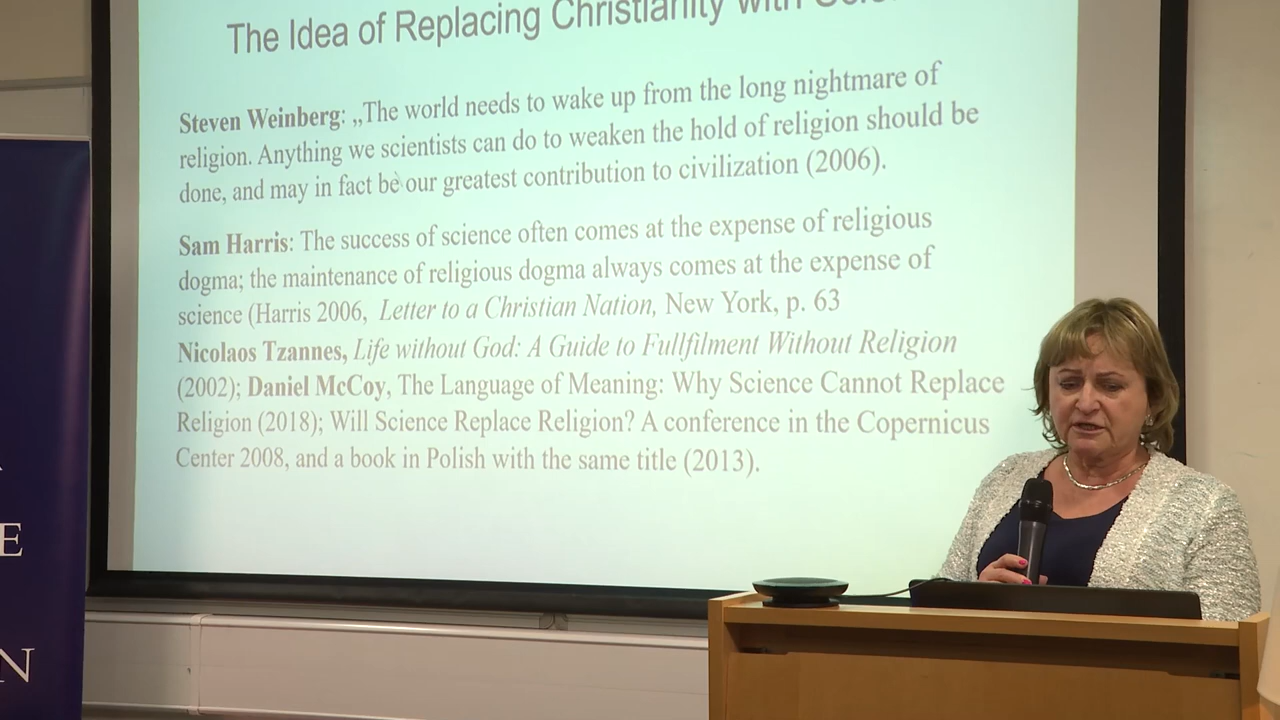 The Idea of Replacing Christianity with
Steven Weinberg: „The world needs to wake up from the long nightmare of
religion. Anything we scientists can do to weaken the hold of religion should be
done, and may in fact be our greatest contribution to civilization (2006).
Sam Harris: The success of science often comes at the expense of religious
dogma; the maintenance of religious dogma always comes at the expense of
science (Harris 2006, Letter to a Christian Nation, New York, p. 63
Nicolaos Tzannes, Life without God: A Guide to Fullfilment Without Religion
(2002); Daniel McCoy, The Language of Meaning: Why Science Cannot Replace
Religion (2018); Will Science Replace Religion? A conference in the Copernicus
Center 2008, and a book in Polish with the same title (2013).
E
N